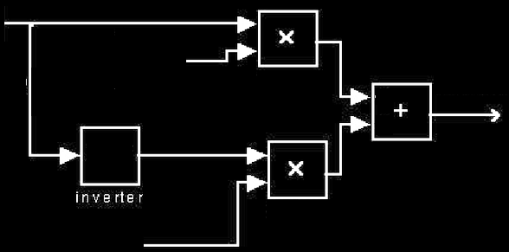 ×
+
×
inverter